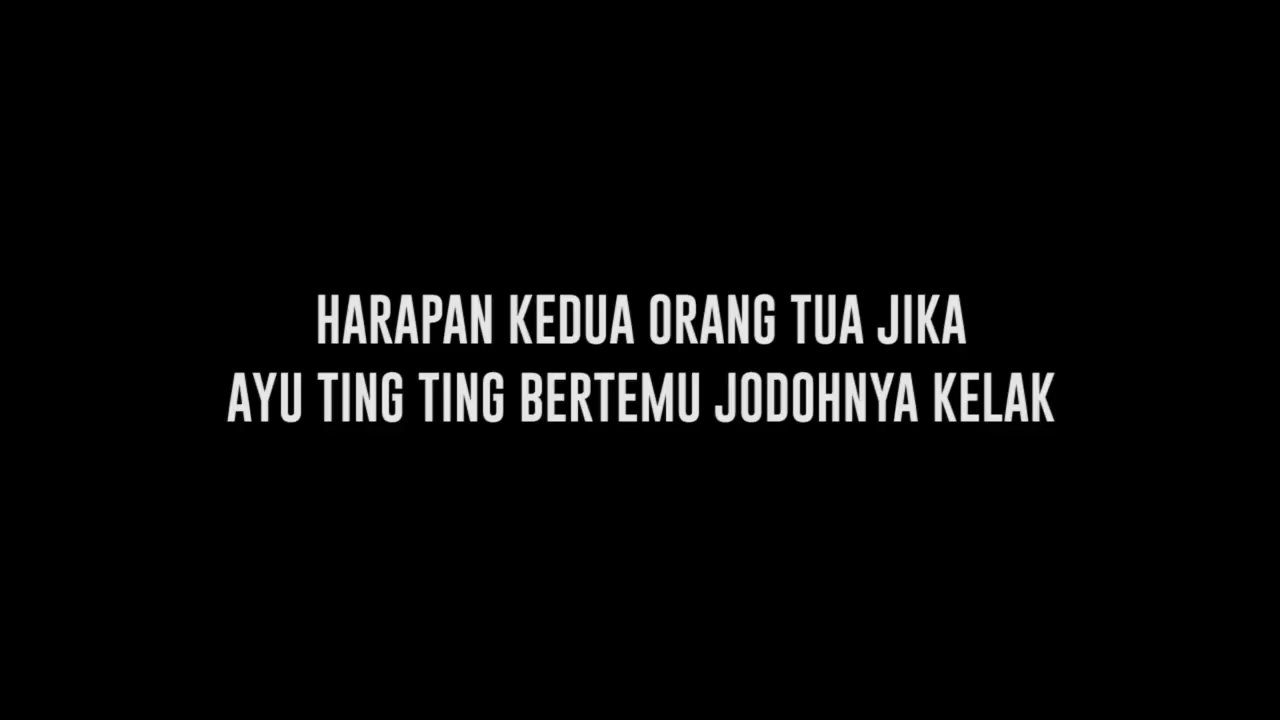 HARAPAN KEDUA ORANG TUA JIKA
AYU TING TING BERTEMU JODOHNYA KELAK